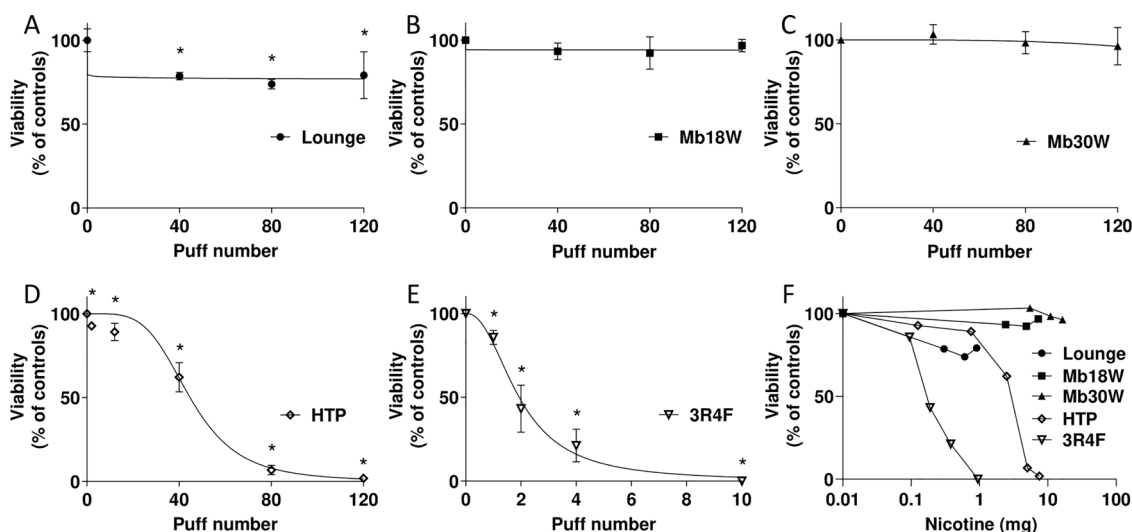 A
Viability
(% of controls)
100
50
0
*
*
*
Lounge
0
40
80
120
Puff number
B
Viability
(% of controls)
100
50
0
Mb18W
0
40
80
120
Puff number
C
Viability
(% of controls)
100
50
0
Mb30W
0
40
80
120
Puff number
D
Viability
(% of controls)
100
50
0
*
*
*
*
*
HTP
0
40
80
120
Puff number
E
Viability
(% of controls)
100
50
0
*
*
*
*
3R4F
0
2
4
6
8
10
Puff number
F
Viability
(% of controls)
100
50
0
Lounge
Mb18W
Mb30W
HTP
3R4F
0.01
0.1
1
10
100
Nicotine (mg)